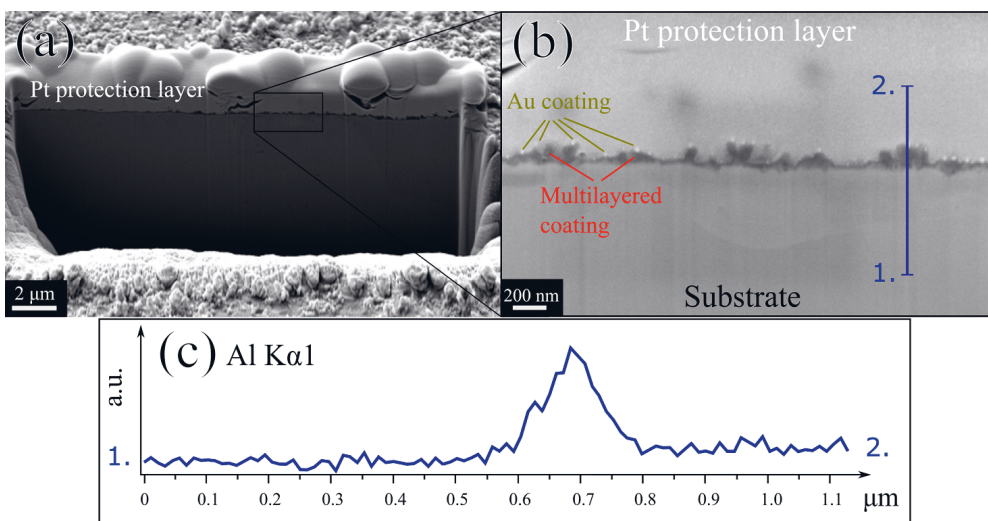 (a)
Pt protection layer
2 μm
(b)
Pt protection layer
2.
Au coating
Multilayered
coating
1.
200 nm
Substrate
(c) Al Kα1
a.u.
1.
2.
0 0.1 0.2 0.3 0.4 0.5 0.6 0.7 0.8 0.9 1.0 1.1 μm